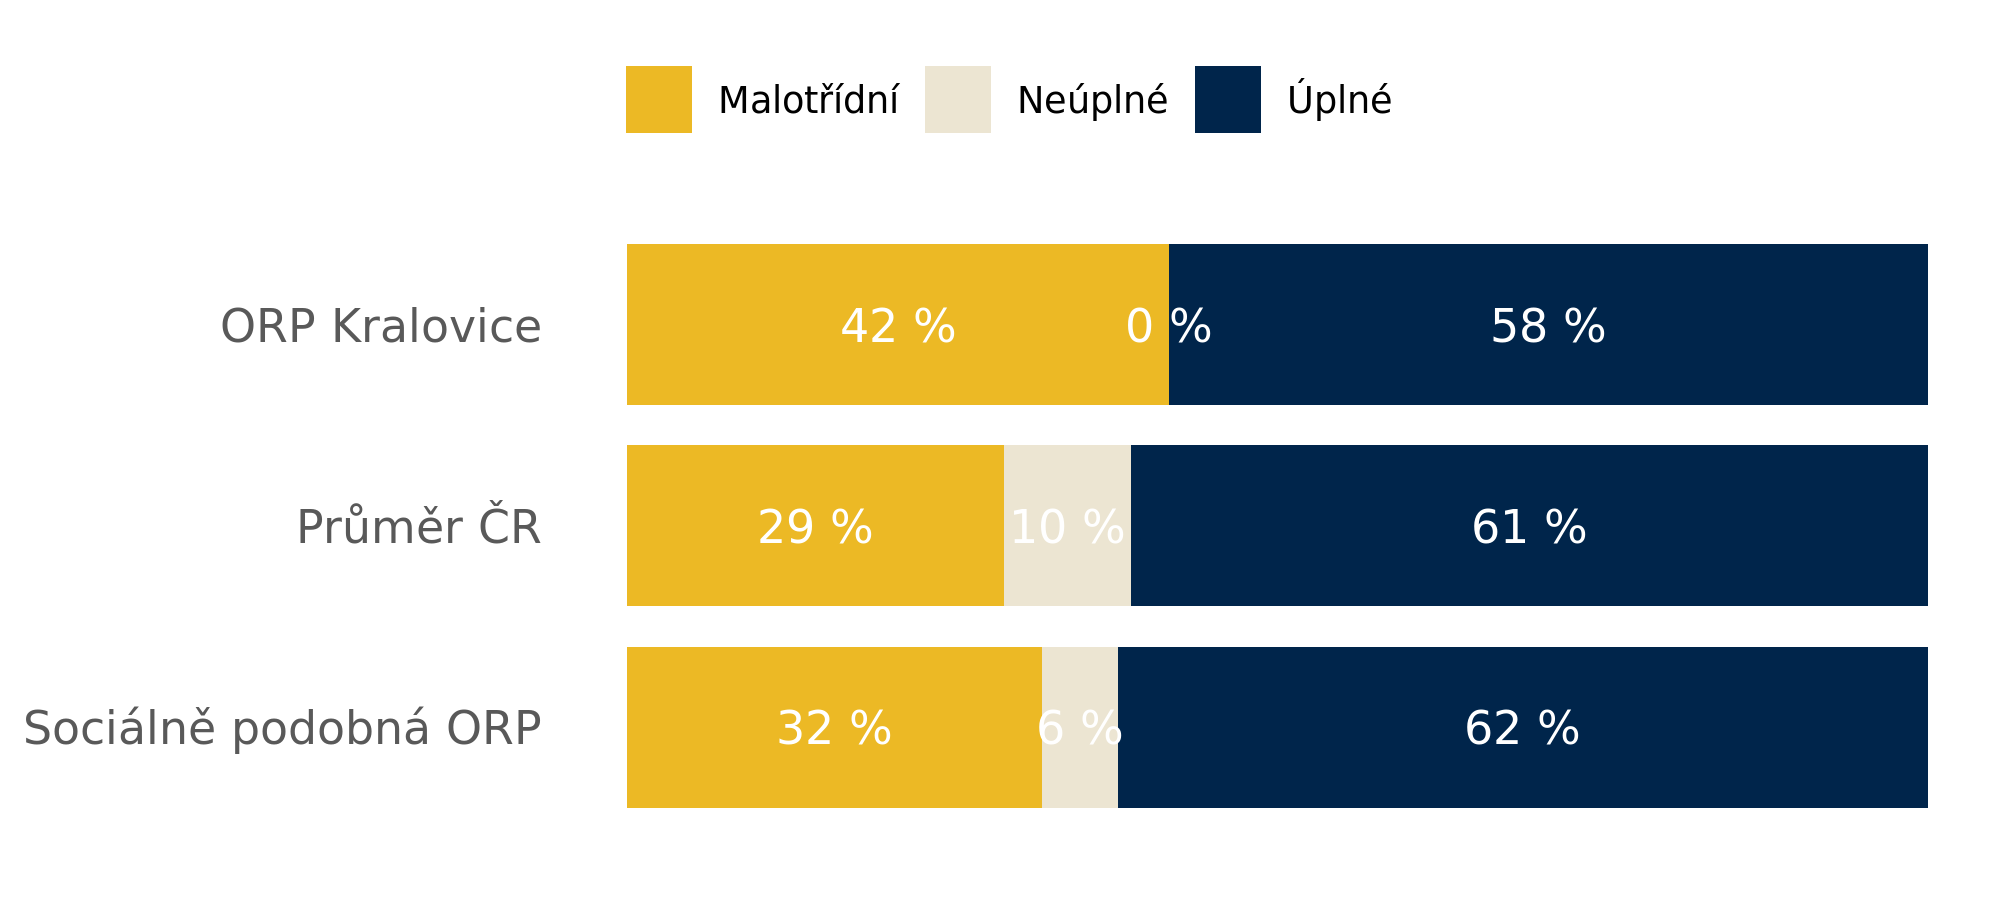 Malotřídní Neúplné Úplné
ORP Kralovice 42 % 0 % 58 %
Průměr ČR 29 % 10 % 61 %
Sociálně podobná ORP 32 % 6 % 62 %